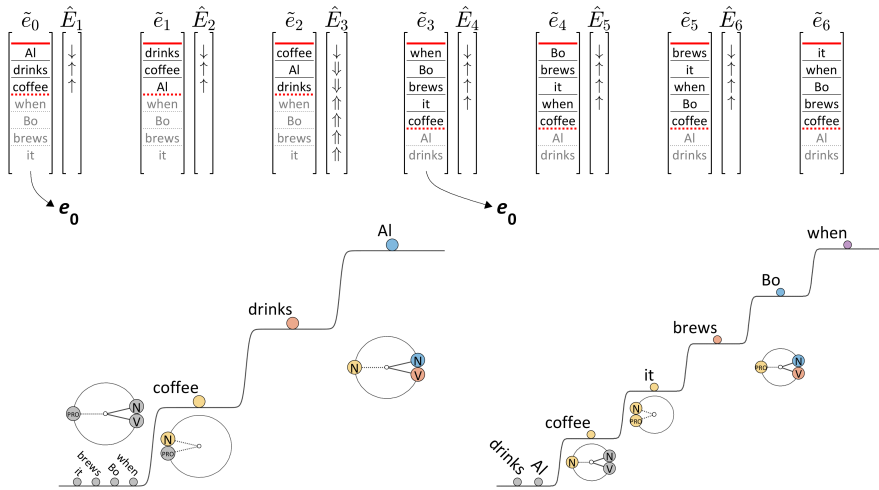 ẽ0 Ê1 ẽ1 Ê2 ẽ2 Ê3 ẽ3 Ê4 ẽ4 Ê5 ẽ5 Ê6 ẽ6
Al ↓ drinks ↓ coffee ↓ when ↓ Bo ↓ brews ↓ it
drinks ↑ coffee ↑ Al ⇓ Bo ↑ brews ↑ it ↑ when
coffee ↑ Al ↑ drinks ⇓ brews ↑ it ↑ when ↑ Bo
when when when ⇑ it ↑ when ↑ Bo ↑ brews
Bo Bo Bo ⇑ coffee coffee coffee coffee
brews brews brews ⇑ Al Al Al Al
it it it ⇑ drinks drinks drinks drinks
e0 e0
Al
when
Bo
drinks
brews
N N V
N V
PRO
it
coffee
PRO N V
N PRO
coffee
N PRO
it brews Bo when
drinks Al
N N V